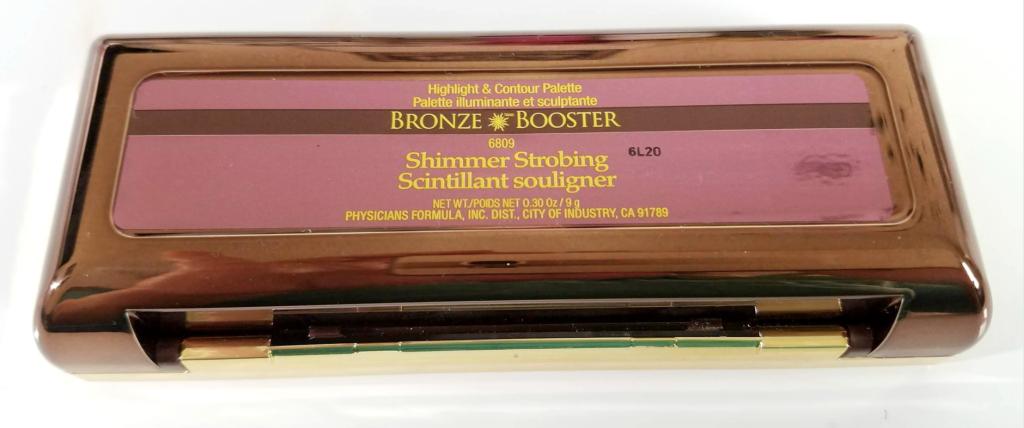 Highlight & Contour Palette
Palette illuminante et sculptante
BRONZE BOOSTER
6809
Shimmer Strobing
6L20
Scintillant souligner
NET WT./POIDS NET 0.30 Oz / 9 g
PHYSICIANS FORMULA, INC. DIST., CITY OF INDUSTRY, CA 91789